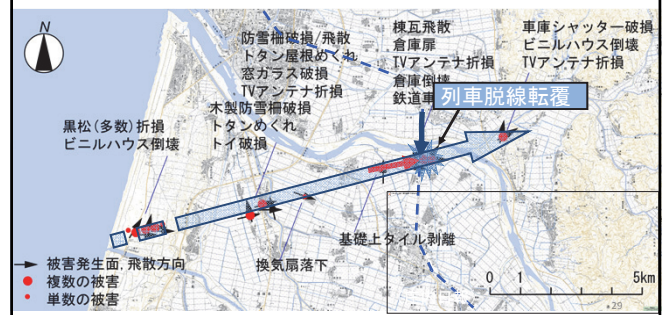 N
防雪柵破損/飛散
トタン屋根めくれ
窓ガラス破損
TVアンテナ折損
棟瓦飛散
倉庫扉
TVアンテナ折損
倉庫倒壊
鉄道車
車庫シャッター破損
ビニルハウス倒壊
TVアンテナ折損
列車脱線転覆
木製防雪柵破損
トタンめくれ
トイ破損
黒松(多数)折損
ビニルハウス倒壊
基礎上タイル剥離
換気扇落下
被害発生面,飛散方向
複数の被害
単数の被害
0 1 5km
29